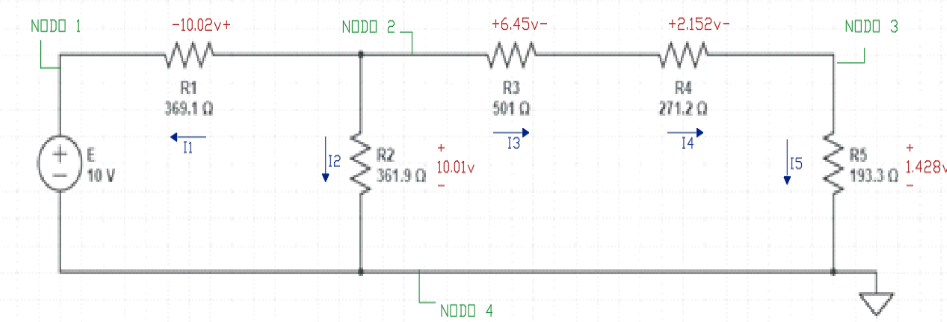 NODO 1
-10.02v+
NODO 2
+6.45v-
+2.152v-
NODO 3
R1
369.1 Ω
I1
R3
501 Ω
I3
R4
271.2 Ω
I4
+
-
E
10 V
I2
R2
361.9 Ω
+
10.01v
-
I5
R5
193.3 Ω
+
1.428v
-
NODO 4